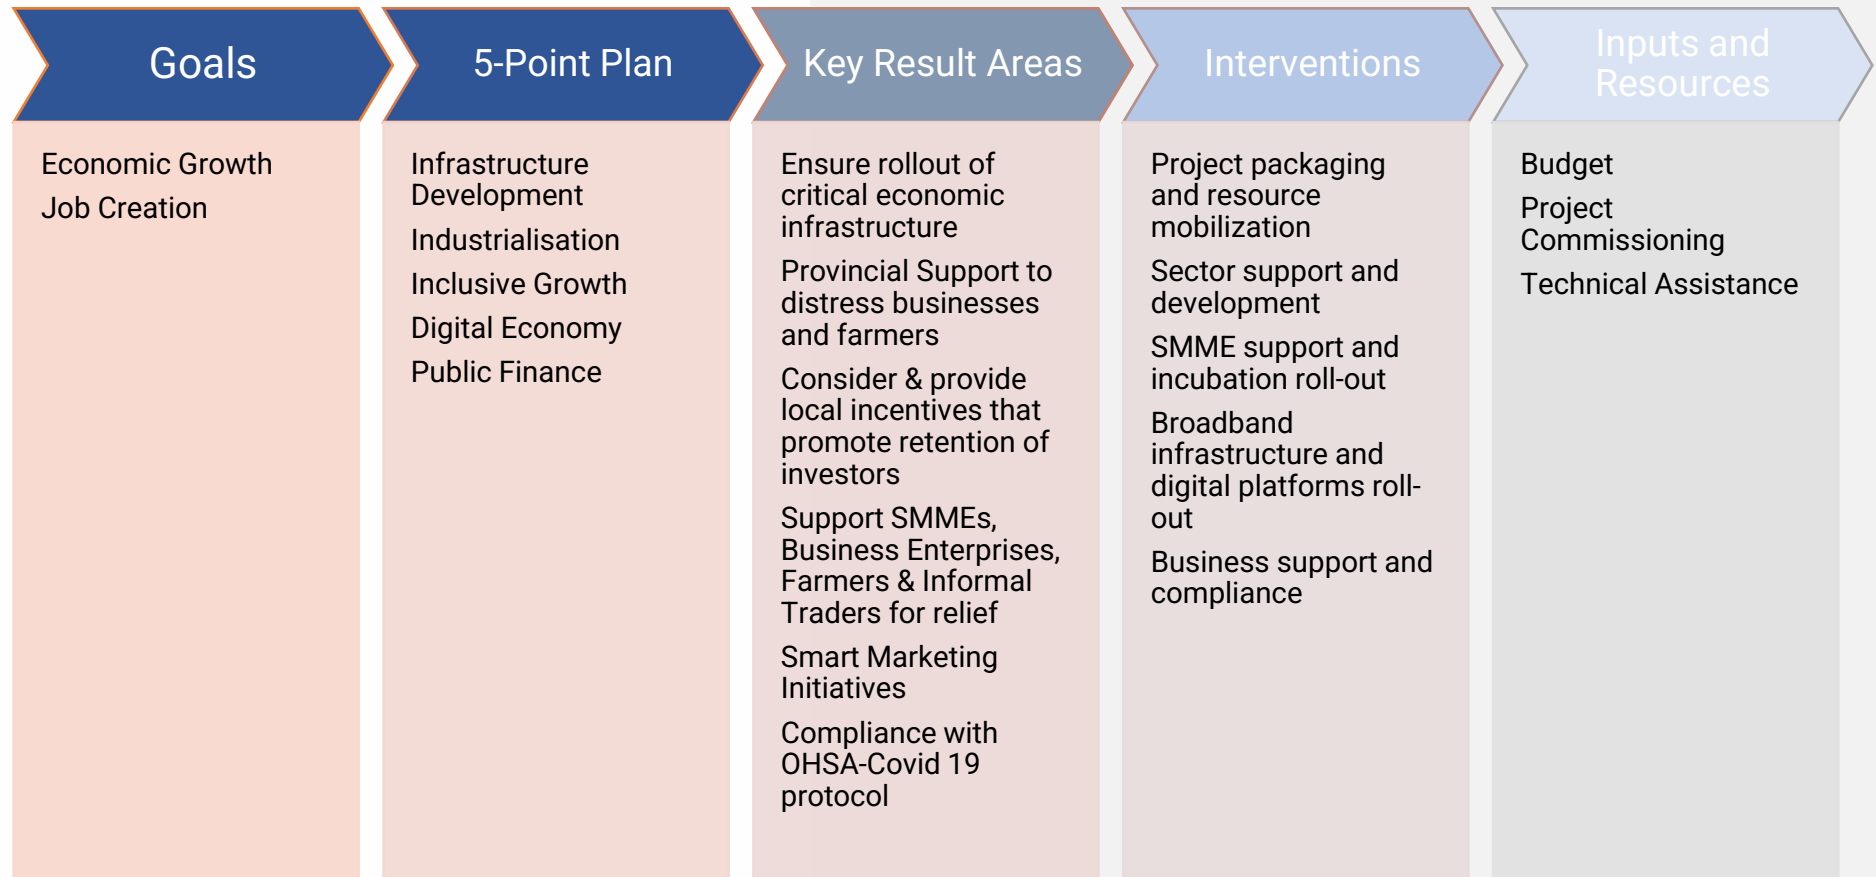 Goals
Economic Growth
Job Creation
5-Point Plan
Infrastructure
Development
Industrialisation
Inclusive Growth
Digital Economy
Public Finance
Key Result Areas
Ensure rollout of
critical economic
infrastructure
Provincial Support to
distress businesses
and farmers
Consider & provide
local incentives that
promote retention of
investors
Support SMMEs,
Business Enterprises,
Farmers & Informal
Traders for relief
Smart Marketing
Initiatives
Compliance with
OHSA-Covid 19
protocol
Interventions
Project packaging
and resource
mobilization
Sector support and
development
SMME support and
incubation roll-out
Broadband
infrastructure and
digital platforms roll-
out
Business support and
compliance
Inputs and
Resources
Budget
Project
Commissioning
Technical Assistance